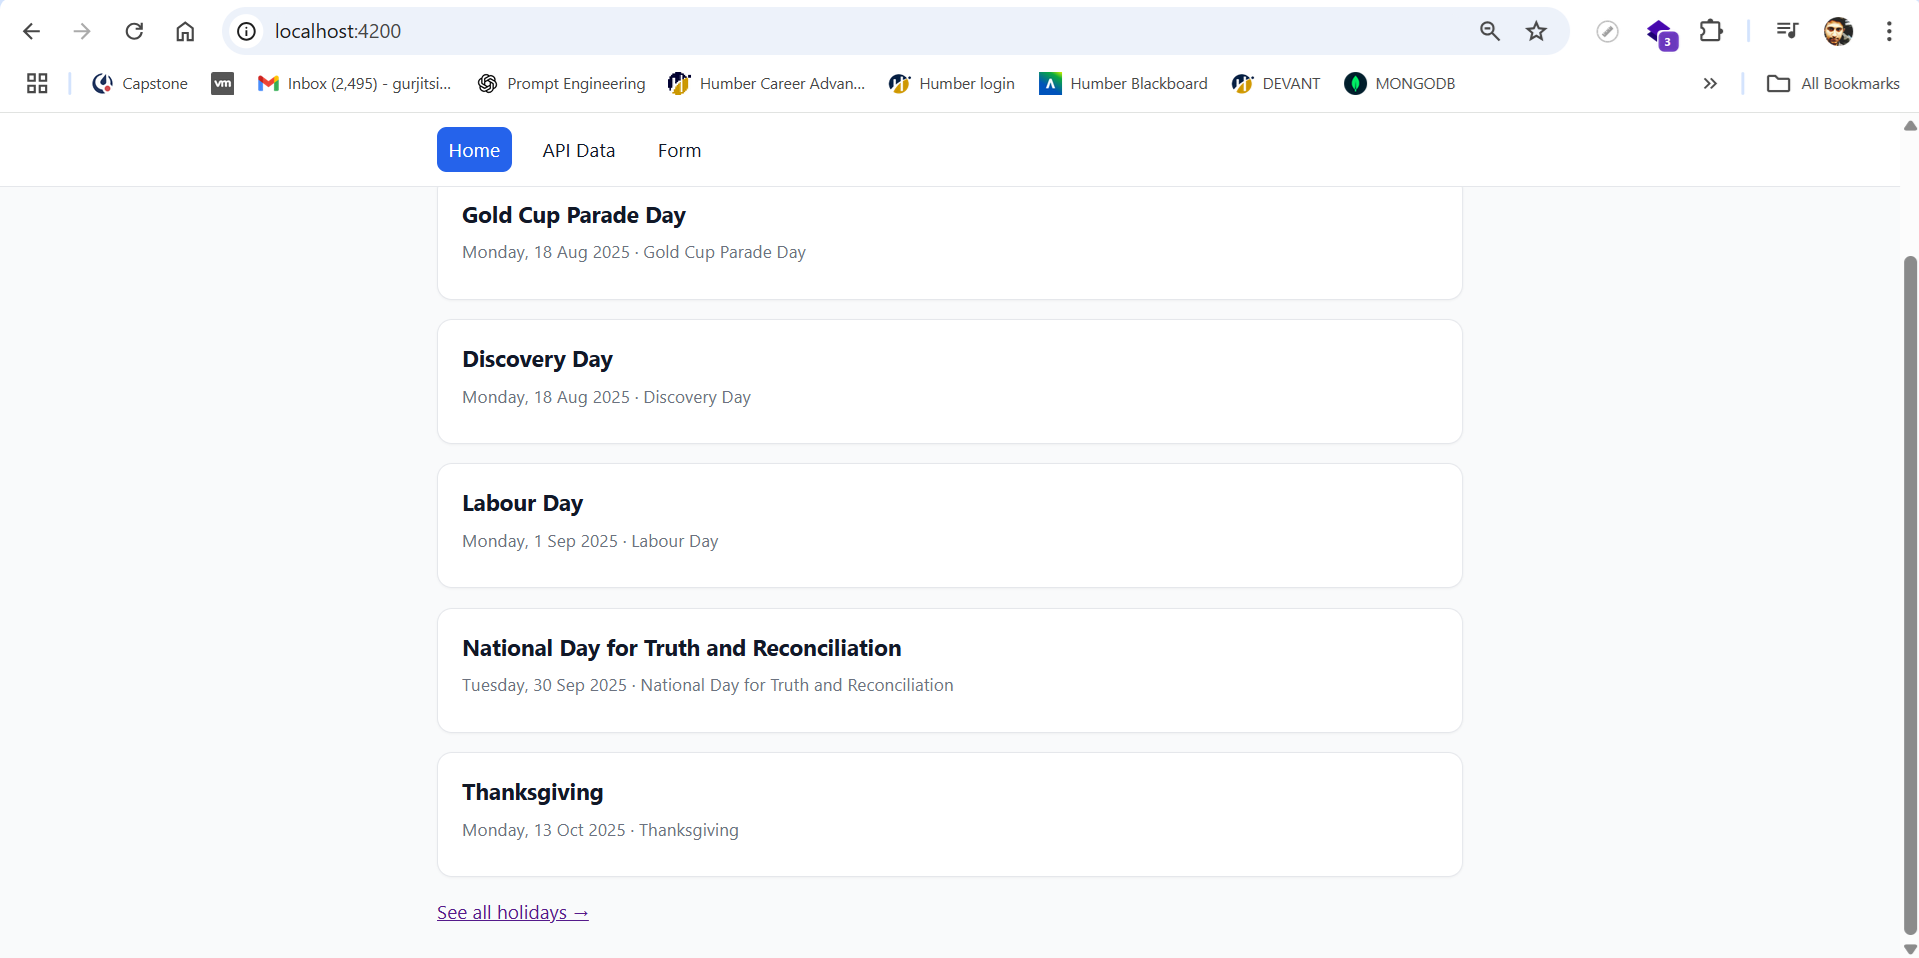 localhost:4200
3
Capstone vm Inbox (2,495) - gurjitsi... Prompt Engineering Humber Career Advan... Humber login Humber Blackboard DEVANT MONGODB » All Bookmarks
Home API Data Form
Gold Cup Parade Day
Monday, 18 Aug 2025 · Gold Cup Parade Day
Discovery Day
Monday, 18 Aug 2025 · Discovery Day
Labour Day
Monday, 1 Sep 2025 · Labour Day
National Day for Truth and Reconciliation
Tuesday, 30 Sep 2025 · National Day for Truth and Reconciliation
Thanksgiving
Monday, 13 Oct 2025 · Thanksgiving
See all holidays →